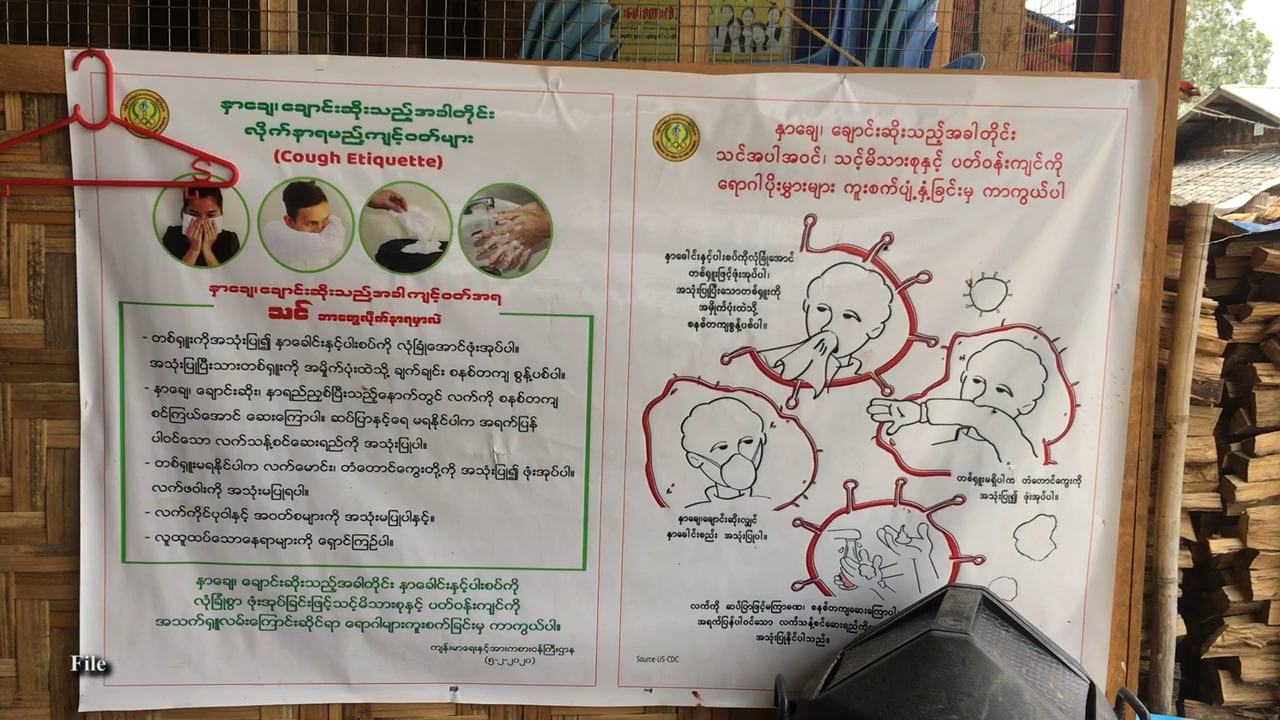 နှာချေ၊ ချောင်းဆိုးသည့်အခါတိုင်း
လိုက်နာရမည့်ကျင့်ဝတ်များ
(Cough Etiquette)
နှာချေ၊ ချောင်းဆိုးသည့်အခါ ကျင့်ဝတ်အရ
သင် ဘာတွေလိုက်နာရမှာလဲ
- တစ်ရှူးကိုအသုံးပြု၍ နှာခေါင်းနှင့်ပါးစပ်ကို လုံခြုံအောင်ဖုံးအုပ်ပါ။
အသုံးပြုပြီးသားတစ်ရှူးကို အမှိုက်ပုံးထဲသို့ ချက်ချင်း စနစ်တကျ စွန့်ပစ်ပါ။
- နှာချေ၊ ချောင်းဆိုး၊ နှာရည်ညှစ်ပြီးသည့်နောက်တွင် လက်ကို စနစ်တကျ
စင်ကြယ်အောင် ဆေးကြောပါ။ ဆပ်ပြာနှင့်ရေ မရနိုင်ပါက အရက်ပြန်
ပါဝင်သော လက်သန့်စင်ဆေးရည်ကို အသုံးပြုပါ။
- တစ်ရှူးမရနိုင်ပါက လက်မောင်း၊ တံတောင်ကွေးတို့ကို အသုံးပြု၍ ဖုံးအုပ်ပါ။
လက်ဖဝါးကို အသုံးမပြုရပါ။
- လက်ကိုင်ပုဝါနှင့် အဝတ်စများကို အသုံးမပြုပါနှင့်။
- လူထူထပ်သောနေရာများကို ရှောင်ကြဉ်ပါ။
နှာချေ၊ ချောင်းဆိုးသည့်အခါတိုင်း နှာခေါင်းနှင့်ပါးစပ်ကို
လုံခြုံစွာ ဖုံးအုပ်ခြင်းဖြင့်သင့်မိသားစုနှင့် ပတ်ဝန်းကျင်ကို
အသက်ရှူလမ်းကြောင်းဆိုင်ရာ ရောဂါများကူးစက်ခြင်းမှ ကာကွယ်ပါ။
ကျန်းမာရေးနှင့်အားကစားဝန်ကြီးဌာန
(၅-၂-၂၀၂၀)
နှာချေ၊ ချောင်းဆိုးသည့်အခါတိုင်း
သင်အပါအဝင်၊ သင့်မိသားစုနှင့် ပတ်ဝန်းကျင်ကို
ရောဂါပိုးမွှားများ ကူးစက်ပျံ့နှံ့ခြင်းမှ ကာကွယ်ပါ
နှာခေါင်းနှင့်ပါးစပ်ကိုလုံခြုံအောင်
တစ်ရှူးဖြင့်ဖုံးအုပ်ပါ၊
အသုံးပြုပြီးသောတစ်ရှူးကို
အမှိုက်ပုံးထဲသို့
စနစ်တကျစွန့်ပစ်ပါ။
တစ်ရှူးမရှိပါက တံတောင်ကွေးကို
အသုံးပြု၍ ဖုံးအုပ်ပါ။
နှာချေ၊ချောင်းဆိုးလျှင်
နှာခေါင်းစည်း အသုံးပြုပါ။
လက်ကို ဆပ်ပြာဖြင့်မကြာခဏ၊ စနစ်တကျဆေးကြောပါ၊
အရက်ပြန်ပါဝင်သော လက်သန့်စင်ဆေးရည်ကို
အသုံးပြုနိုင်ပါသည်။
Source-US-CDC
File